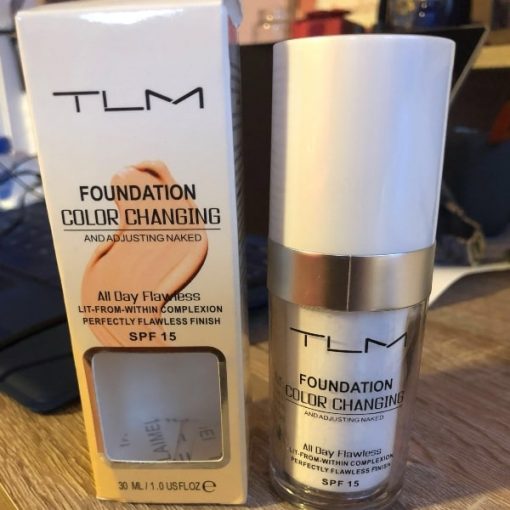 TLM
FOUNDATION
COLOR CHANGING
AND ADJUSTING NAKED
All Day Flawless
LIT-FROM-WITHIN COMPLEXION
PERFECTLY FLAWLESS FINISH
SPF 15
30 ML / 1.0 US FL OZ ℮
TLM
FOUNDATION
COLOR CHANGING
AND ADJUSTING NAKED
All Day Flawless
LIT-FROM-WITHIN COMPLEXION
PERFECTLY FLAWLESS FINISH
SPF 15